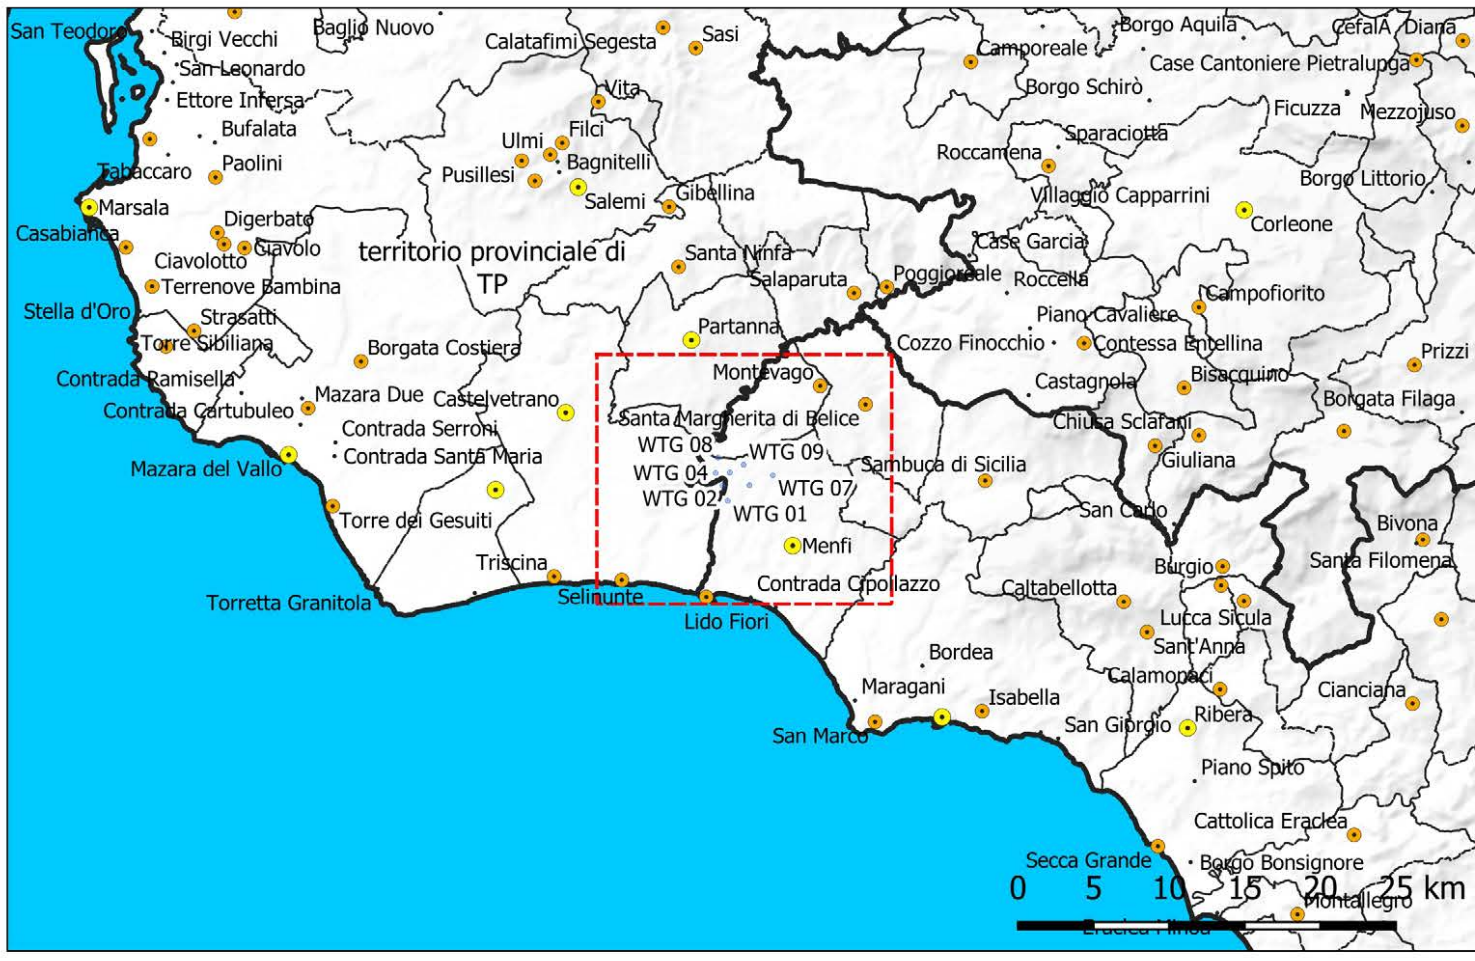 San Teodoro
Birgi Vecchi
Baglio Nuovo
Calatafimi Segesta
Sasi
Camporeale
Borgo Aquila
CefalA Diana
Case Cantoniere Pietralunga
San Leonardo
Ettore Infersa
Vita
Borgo Schirò
Ficuzza
Mezzojuso
Bufalata
Ulmi
Filci
Sparaciotta
Tabaccaro
Paolini
Pusillesi
Bagnitelli
Roccamena
Borgo Littorio
Marsala
Salemi
Gibellina
Villaggio Capparrini
Corleone
Casabianca
Digerbato
Ciavolo
Ciavolotto
territorio provinciale di
TP
Santa Ninfa
Case Garcia
Terrenove Bambina
Salaparuta
Poggioreale
Roccella
Campofiorito
Stella d'Oro
Strasatti
Partanna
Piano Cavaliere
Torre Sibiliana
Borgata Costiera
Cozzo Finocchio
Contessa Entellina
Prizzi
Contrada Ramisella
Montevago
Castagnola
Bisacquino
Contrada Cartubuleo
Mazara Due
Castelvetrano
Santa Margherita di Belice
Borgata Filaga
Contrada Serroni
WTG 08
WTG 09
Chiusa Sclafani
Mazara del Vallo
Contrada Santa Maria
WTG 04
Sambuca di Sicilia
Giuliana
WTG 02
WTG 07
Torre dei Gesuiti
WTG 01
San Carlo
Bivona
Menfi
Triscina
Burgio
Santa Filomena
Torretta Granitola
Selinunte
Contrada Cipollazzo
Caltabellotta
Lido Fiori
Lucca Sicula
Sant'Anna
Bordea
Calamonaci
Maragani
Isabella
Cianciana
San Marco
San Giorgio
Ribera
Piano Spito
Cattolica Eraclea
Secca Grande
Borgo Bonsignore
0 5 10 15 20 25 km
Montallegro
Eraclea Minoa